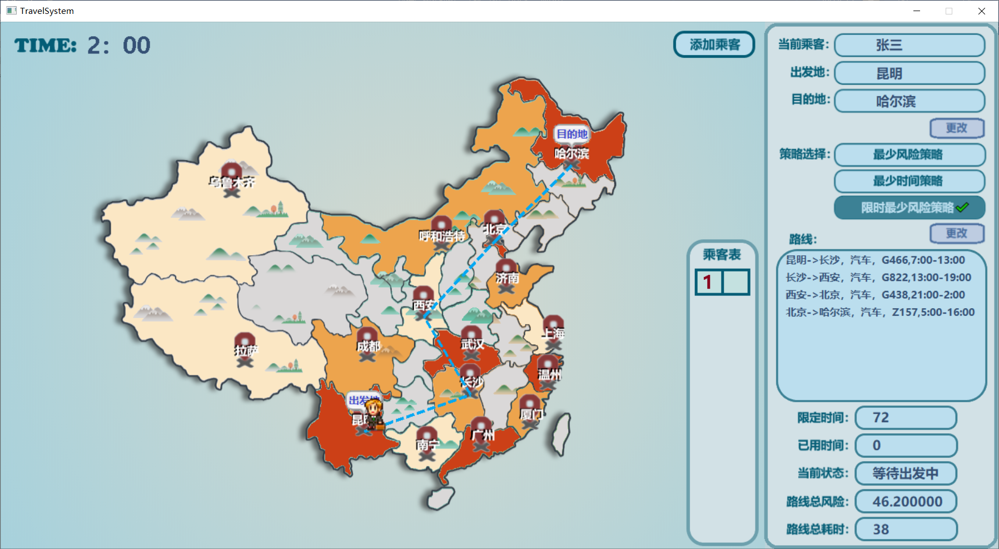 TravelSystem
TIME: 2: 00
添加乘客
目的地
哈尔滨
乌鲁木齐
呼和浩特
北京
济南
西安
上海
成都
武汉
拉萨
温州
长沙
出发地
厦门
广州
南宁
乘客表
1
当前乘客: 张三
出发地: 昆明
目的地: 哈尔滨
更改
策略选择: 最少风险策略
最少时间策略
限时最少风险策略
更改
路线:
昆明->长沙，汽车，G466,7:00-13:00
长沙->西安，汽车，G822,13:00-19:00
西安->北京，汽车，G438,21:00-2:00
北京->哈尔滨，汽车，Z157,5:00-16:00
限定时间: 72
已用时间: 0
当前状态: 等待出发中
路线总风险: 46.200000
路线总耗时: 38